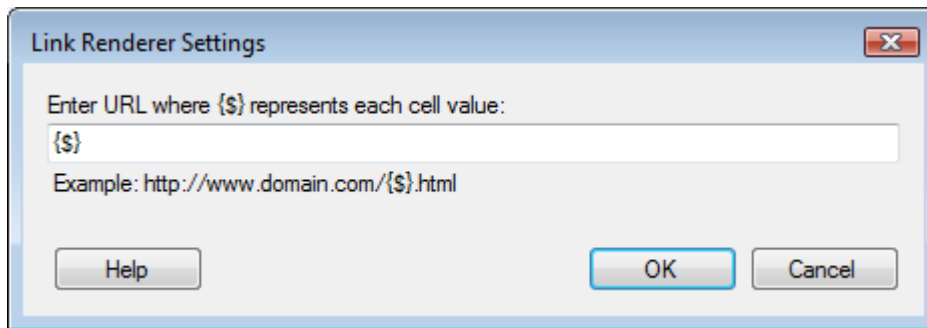 Link Renderer Settings
Enter URL where {$} represents each cell value:
{$}
Example: http://www.domain.com/{$}.html
Help
OK
Cancel